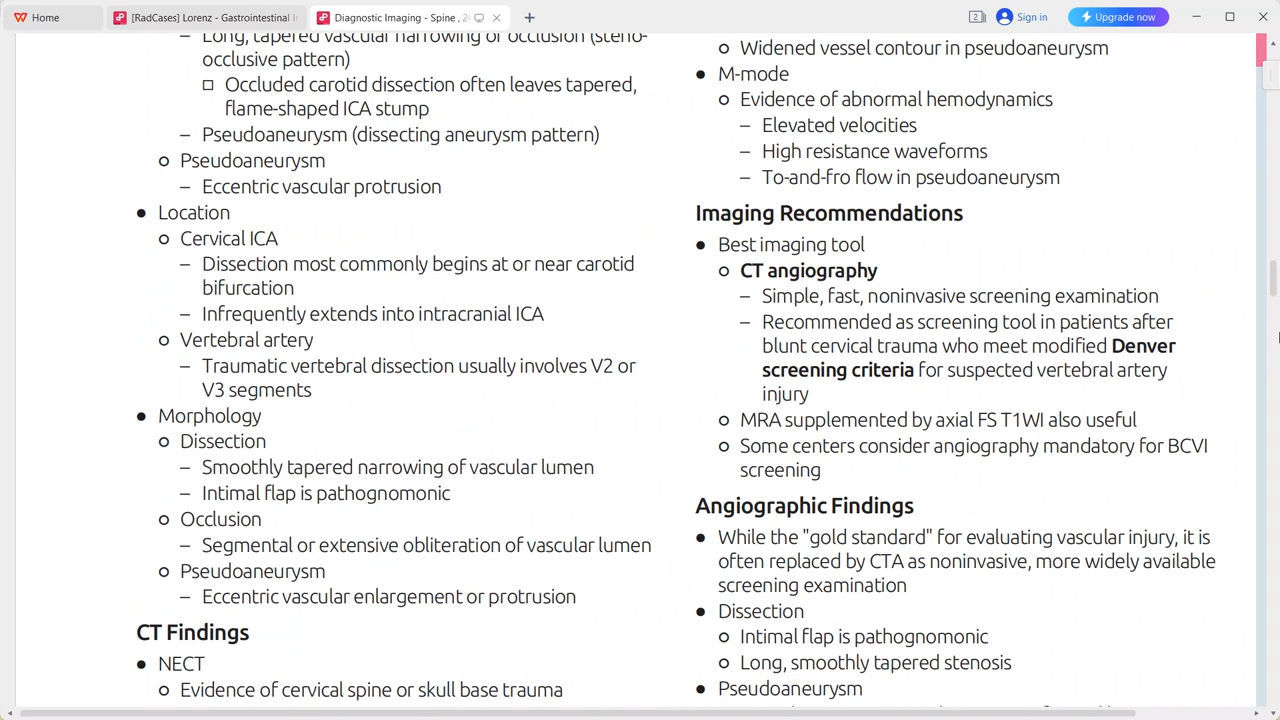 Home
[RadCases] Lorenz - Gastrointestinal I
Diagnostic Imaging - Spine , 2
2
Sign in
Upgrade now
– Long, tapered vascular narrowing or occlusion (steno-
occlusive pattern)
Occluded carotid dissection often leaves tapered,
flame-shaped ICA stump
– Pseudoaneurysm (dissecting aneurysm pattern)
Pseudoaneurysm
– Eccentric vascular protrusion
● Location
Cervical ICA
– Dissection most commonly begins at or near carotid
bifurcation
– Infrequently extends into intracranial ICA
Vertebral artery
– Traumatic vertebral dissection usually involves V2 or
V3 segments
● Morphology
Dissection
– Smoothly tapered narrowing of vascular lumen
– Intimal flap is pathognomonic
Occlusion
– Segmental or extensive obliteration of vascular lumen
Pseudoaneurysm
– Eccentric vascular enlargement or protrusion
CT Findings
● NECT
Evidence of cervical spine or skull base trauma
Widened vessel contour in pseudoaneurysm
● M-mode
Evidence of abnormal hemodynamics
– Elevated velocities
– High resistance waveforms
– To-and-fro flow in pseudoaneurysm
Imaging Recommendations
● Best imaging tool
CT angiography
– Simple, fast, noninvasive screening examination
– Recommended as screening tool in patients after
blunt cervical trauma who meet modified Denver
screening criteria for suspected vertebral artery
injury
MRA supplemented by axial FS T1WI also useful
Some centers consider angiography mandatory for BCVI
screening
Angiographic Findings
● While the "gold standard" for evaluating vascular injury, it is
often replaced by CTA as noninvasive, more widely available
screening examination
● Dissection
Intimal flap is pathognomonic
Long, smoothly tapered stenosis
● Pseudoaneurysm